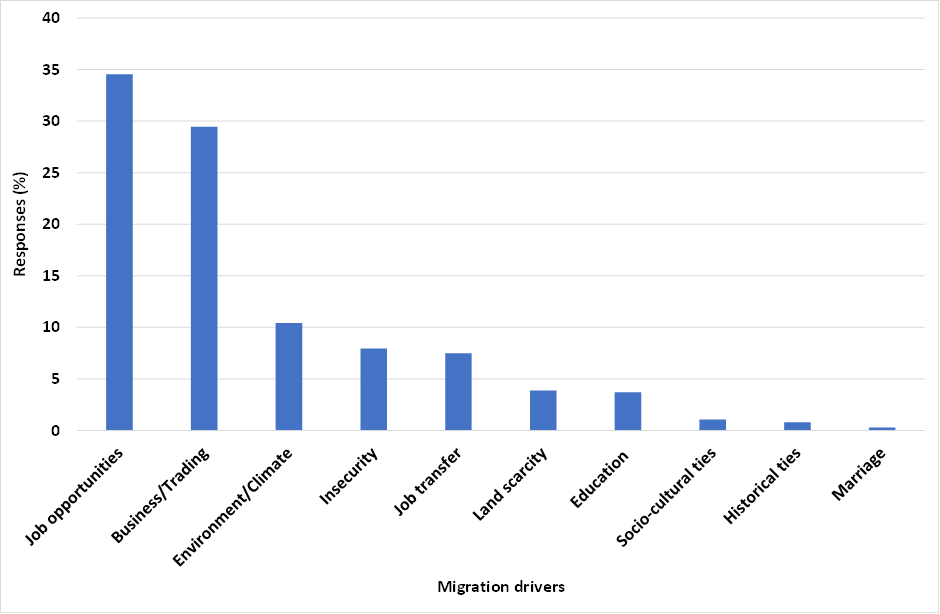 40
35
30
25
20
15
10
5
0
Responses (%)
Job opportunities
Business/Trading
Environment/Climate
Insecurity
Job transfer
Land scarcity
Education
Socio-cultural ties
Historical ties
Marriage
Migration drivers